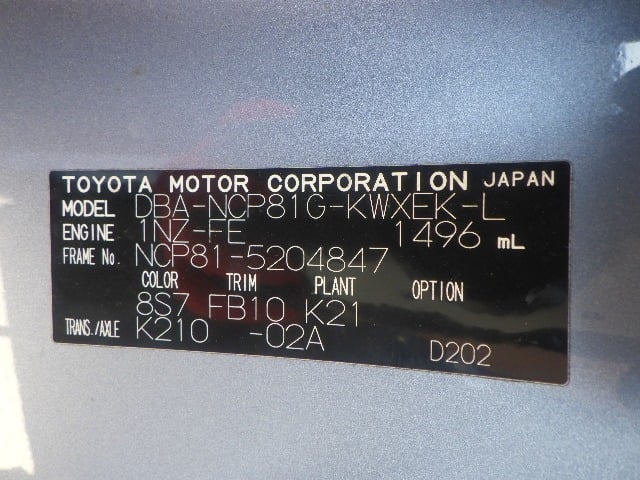 TOYOTA MOTOR CORPORATION JAPAN
MODEL DBA-NCP81G-KWXEK-L
ENGINE 1NZ-FE 1496 mL
FRAME No. NCP81-5204847
COLOR TRIM PLANT OPTION
8S7 FB10 K21
TRANS./AXLE K210 -02A
D202